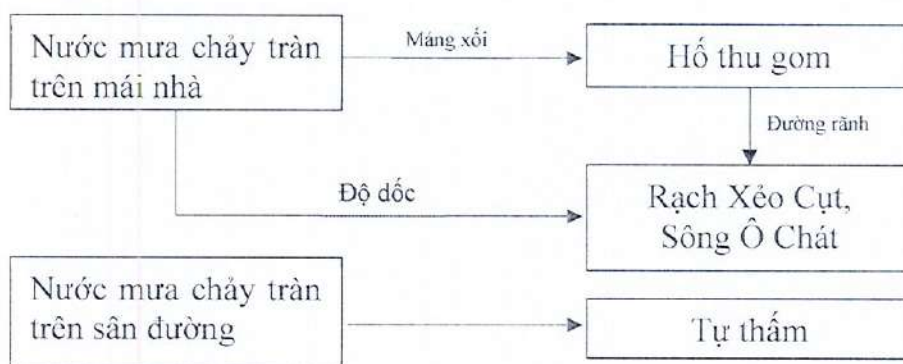 Nước mưa chảy tràn
trên mái nhà
Máng xối
Hố thu gom
Đường rãnh
Độ dốc
Rạch Xẻo Cụt,
Sông Ô Chát
Nước mưa chảy tràn
trên sân đường
Tự thấm